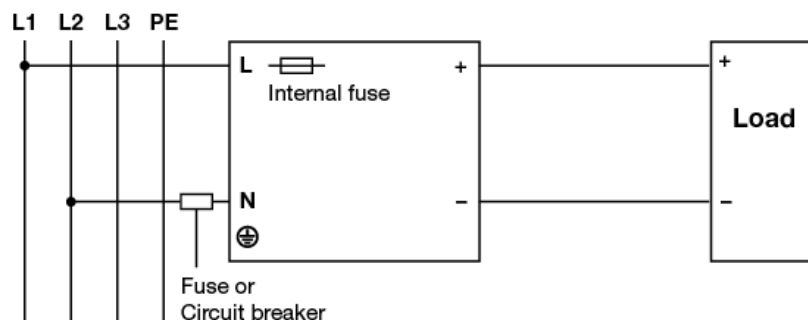 L1 L2 L3 PE
L
+
+
Internal fuse
Load
N
−
−
Fuse or
Circuit breaker